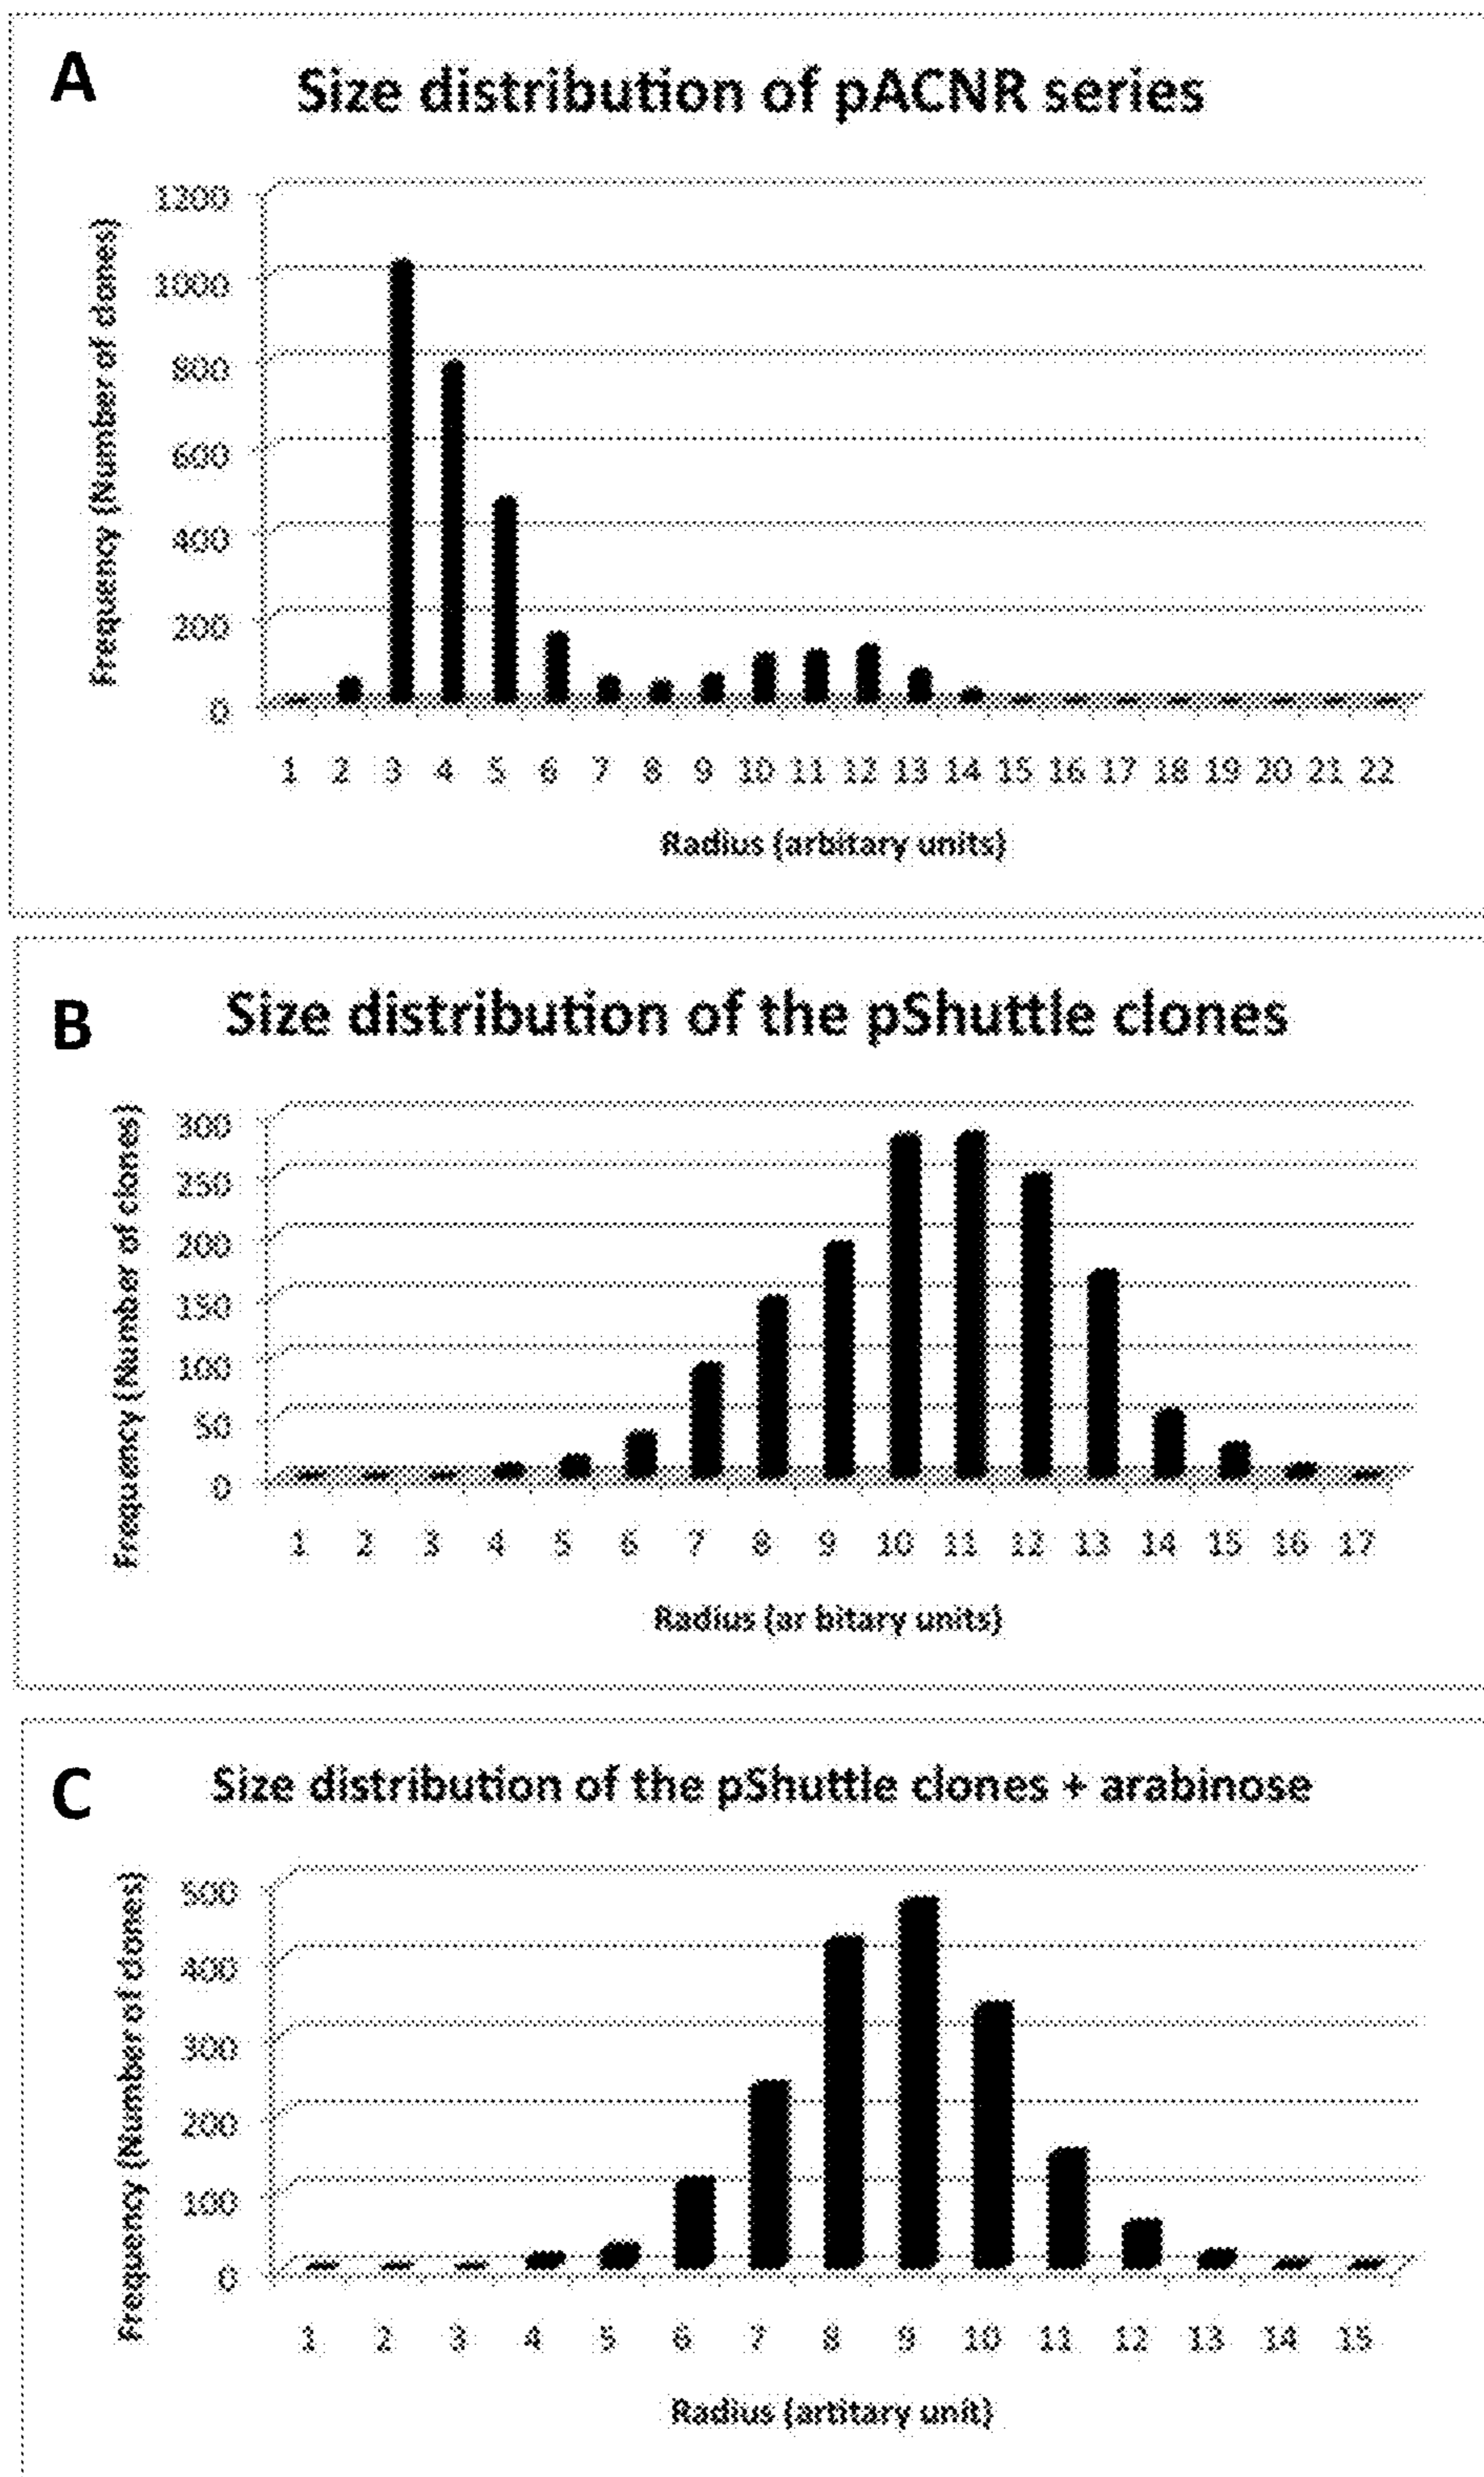 A
Size distribution of pACNR series
Frequency (Number of clones)
1200
1000
800
600
400
200
0
1 2 3 4 5 6 7 8 9 10 11 12 13 14 15 16 17 18 19 20 21 22
Radius (arbitary units)
B
Size distribution of the pShuttle clones
Frequency (Number of clones)
300
250
200
150
100
50
0
1 2 3 4 5 6 7 8 9 10 11 12 13 14 15 16 17
Radius (ar bitary units)
C
Size distribution of the pShuttle clones + arabinose
Frequency (Number of clones)
500
400
300
200
100
0
1 2 3 4 5 6 7 8 9 10 11 12 13 14 15
Radius (artitary unit)